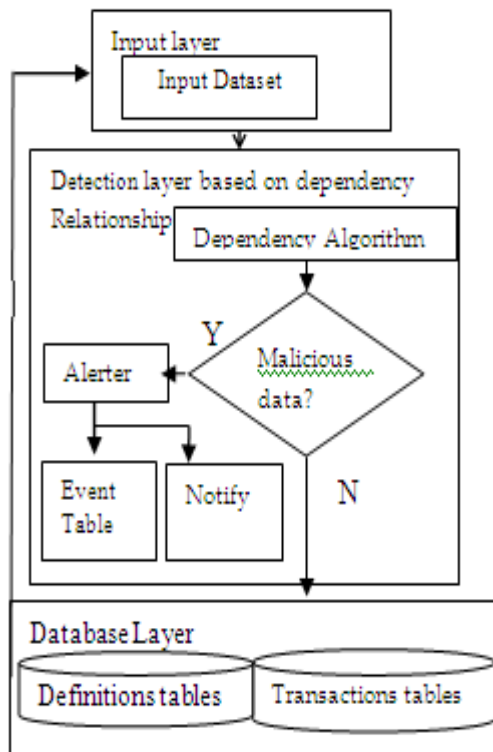 Input layer
Input Dataset
Detection layer based on dependency
Relationship
Dependency Algorithm
Y
Malicious
data?
Alerter
Event
Table
Notify
N
Database Layer
Definitions tables
Transactions tables